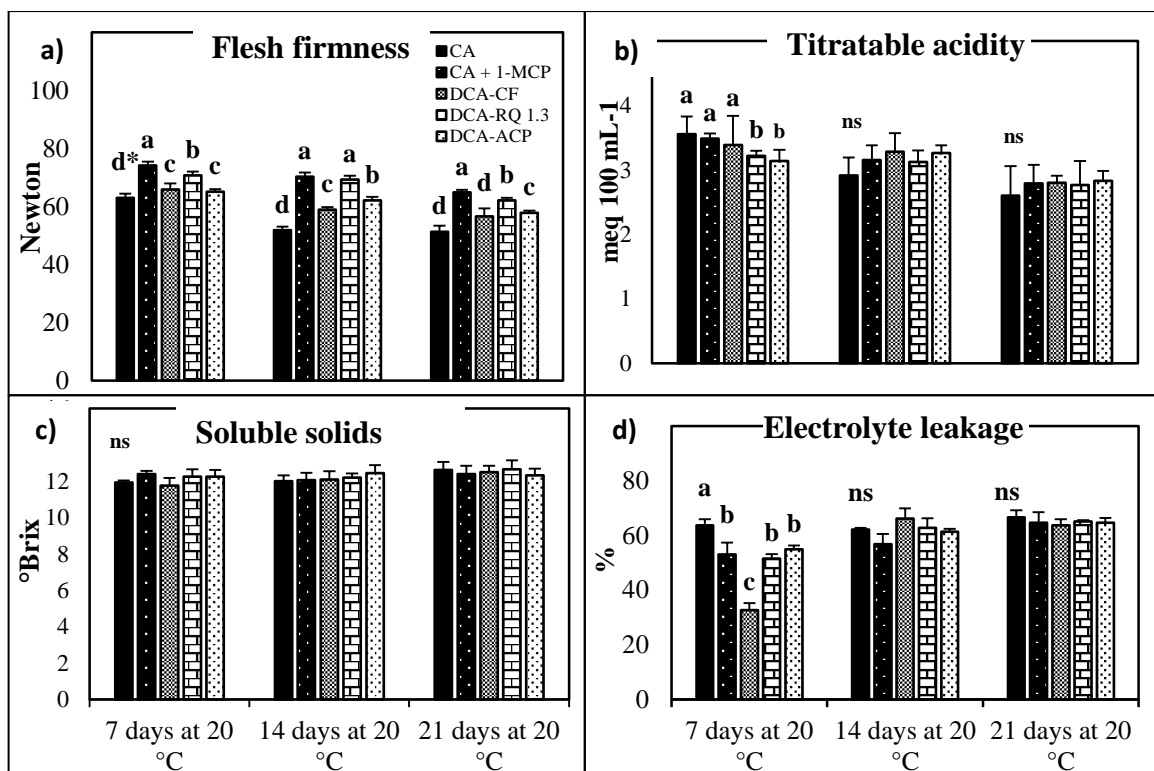 a)
Flesh firmness
CA
CA + 1-MCP
DCA-CF
DCA-RQ 1.3
DCA-ACP
Newton
100
80
60
40
20
0
d* a c b c
d a c a b
d a d b c
b)
Titratable acidity
meq 100 mL-1
4
3
2
1
0
a a a b b
ns
ns
c)
Soluble solids
°Brix
12
10
8
6
4
2
0
ns
7 days at 20 °C
14 days at 20 °C
21 days at 20 °C
d)
Electrolyte leakage
%
80
60
40
20
0
a b c b b
ns
ns
7 days at 20 °C
14 days at 20 °C
21 days at 20 °C